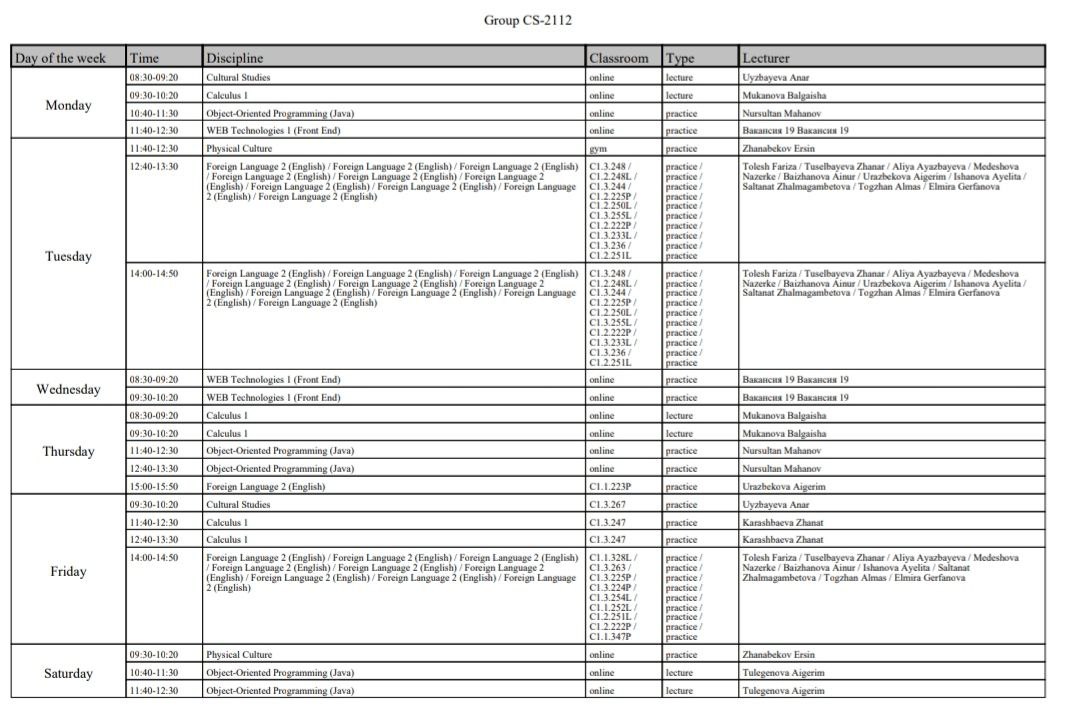 Group CS-2112
Day of the week Time Discipline Classroom Type Lecturer
Monday
08:30-09:20 Cultural Studies online lecture Uyzbayeva Anar
09:30-10:20 Calculus 1 online lecture Mukanova Balgaisha
10:40-11:30 Object-Oriented Programming (Java) online practice Nursultan Mahanov
11:40-12:30 WEB Technologies 1 (Front End) online practice Вакансия 19 Вакансия 19
Tuesday
11:40-12:30 Physical Culture gym practice Zhanabekov Ersin
12:40-13:30 Foreign Language 2 (English) / Foreign Language 2 (English) / Foreign Language 2 (English) C1.3.248 / practice / Tolesh Fariza / Tuselbayeva Zhanar / Aliya Ayazbayeva / Medeshova
/ Foreign Language 2 (English) / Foreign Language 2 (English) / Foreign Language 2 C1.2.248L / practice / Nazerke / Baizhanova Ainur / Urazbekova Aigerim / Ishanova Ayelita /
(English) / Foreign Language 2 (English) / Foreign Language 2 (English) / Foreign Language C1.3.244 / practice / Saltanat Zhalmagambetova / Togzhan Almas / Elmira Gerfanova
2 (English) / Foreign Language 2 (English) C1.2.225P / practice /
C1.2.250L / practice /
C1.3.255L / practice /
C1.2.222P / practice /
C1.3.233L / practice /
C1.3.236 / practice /
C1.2.251L practice
14:00-14:50 Foreign Language 2 (English) / Foreign Language 2 (English) / Foreign Language 2 (English) C1.3.248 / practice / Tolesh Fariza / Tuselbayeva Zhanar / Aliya Ayazbayeva / Medeshova
/ Foreign Language 2 (English) / Foreign Language 2 (English) / Foreign Language 2 C1.2.248L / practice / Nazerke / Baizhanova Ainur / Urazbekova Aigerim / Ishanova Ayelita /
(English) / Foreign Language 2 (English) / Foreign Language 2 (English) / Foreign Language C1.3.244 / practice / Saltanat Zhalmagambetova / Togzhan Almas / Elmira Gerfanova
2 (English) / Foreign Language 2 (English) C1.2.225P / practice /
C1.2.250L / practice /
C1.3.255L / practice /
C1.2.222P / practice /
C1.3.233L / practice /
C1.3.236 / practice /
C1.2.251L practice
Wednesday
08:30-09:20 WEB Technologies 1 (Front End) online practice Вакансия 19 Вакансия 19
09:30-10:20 WEB Technologies 1 (Front End) online practice Вакансия 19 Вакансия 19
Thursday
08:30-09:20 Calculus 1 online lecture Mukanova Balgaisha
09:30-10:20 Calculus 1 online lecture Mukanova Balgaisha
11:40-12:30 Object-Oriented Programming (Java) online practice Nursultan Mahanov
12:40-13:30 Object-Oriented Programming (Java) online practice Nursultan Mahanov
15:00-15:50 Foreign Language 2 (English) C1.1.223P practice Urazbekova Aigerim
Friday
09:30-10:20 Cultural Studies C1.3.267 practice Uyzbayeva Anar
11:40-12:30 Calculus 1 C1.3.247 practice Karashbaeva Zhanat
12:40-13:30 Calculus 1 C1.3.247 practice Karashbaeva Zhanat
14:00-14:50 Foreign Language 2 (English) / Foreign Language 2 (English) / Foreign Language 2 (English) C1.1.328L / practice / Tolesh Fariza / Tuselbayeva Zhanar / Aliya Ayazbayeva / Medeshova
/ Foreign Language 2 (English) / Foreign Language 2 (English) / Foreign Language 2 C1.3.263 / practice / Nazerke / Baizhanova Ainur / Ishanova Ayelita / Saltanat
(English) / Foreign Language 2 (English) / Foreign Language 2 (English) / Foreign Language C1.3.225P / practice / Zhalmagambetova / Togzhan Almas / Elmira Gerfanova
2 (English) C1.3.224P / practice /
C1.3.254L / practice /
C1.1.252L / practice /
C1.2.251L / practice /
C1.2.222P / practice /
C1.1.347P practice
Saturday
09:30-10:20 Physical Culture online practice Zhanabekov Ersin
10:40-11:30 Object-Oriented Programming (Java) online lecture Tulegenova Aigerim
11:40-12:30 Object-Oriented Programming (Java) online lecture Tulegenova Aigerim